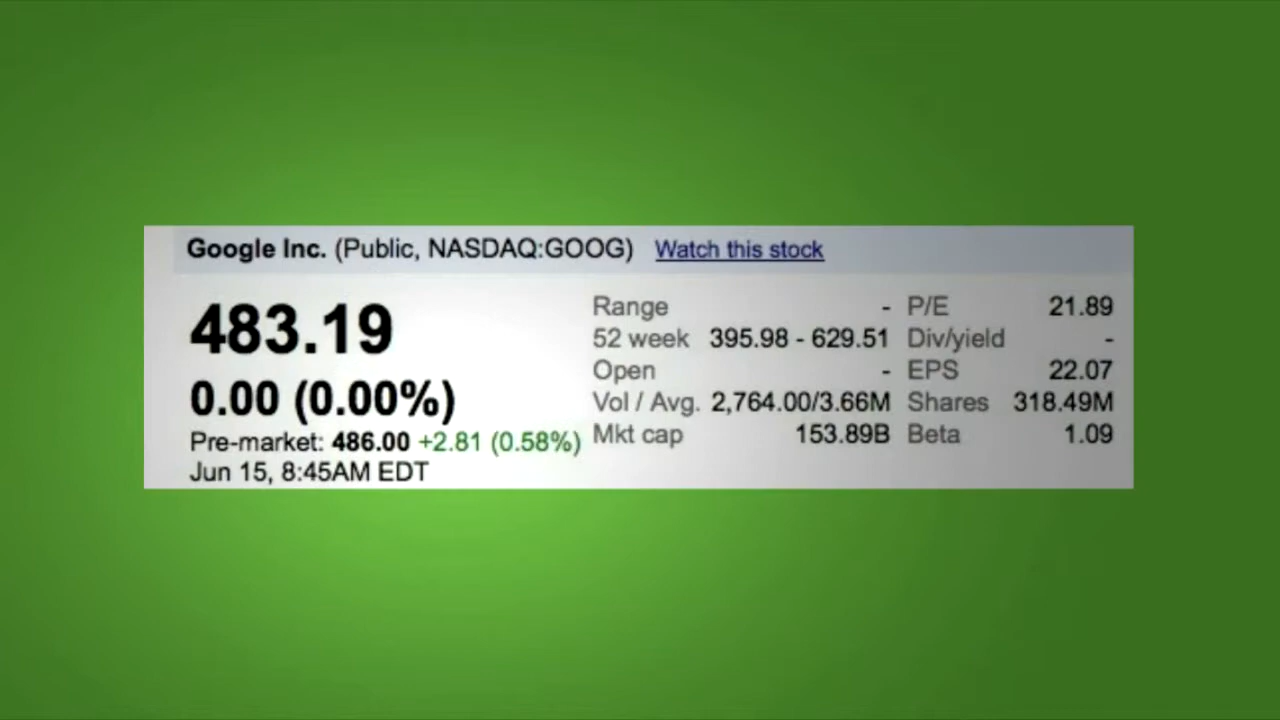 Google Inc. (Public, NASDAQ:GOOG) Watch this stock
483.19
0.00 (0.00%)
Pre-market: 486.00 +2.81 (0.58%)
Jun 15, 8:45AM EDT
Range - P/E 21.89
52 week 395.98 - 629.51 Div/yield -
Open - EPS 22.07
Vol / Avg. 2,764.00/3.66M Shares 318.49M
Mkt cap 153.89B Beta 1.09